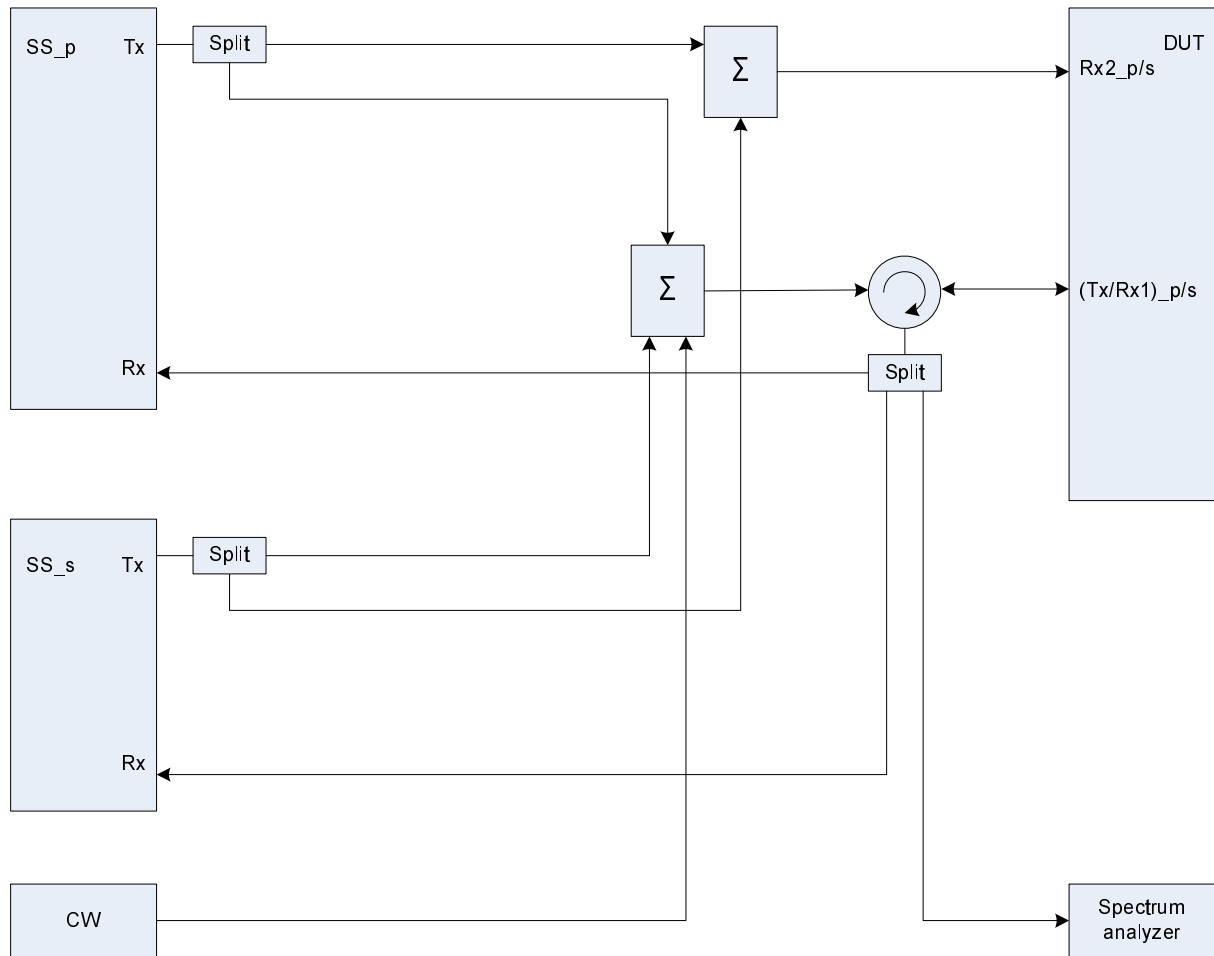 SS_p
Tx
Split
Σ
DUT
Rx2_p/s
Σ
(Tx/Rx1)_p/s
Rx
Split
SS_s
Tx
Split
Rx
CW
Spectrum
analyzer